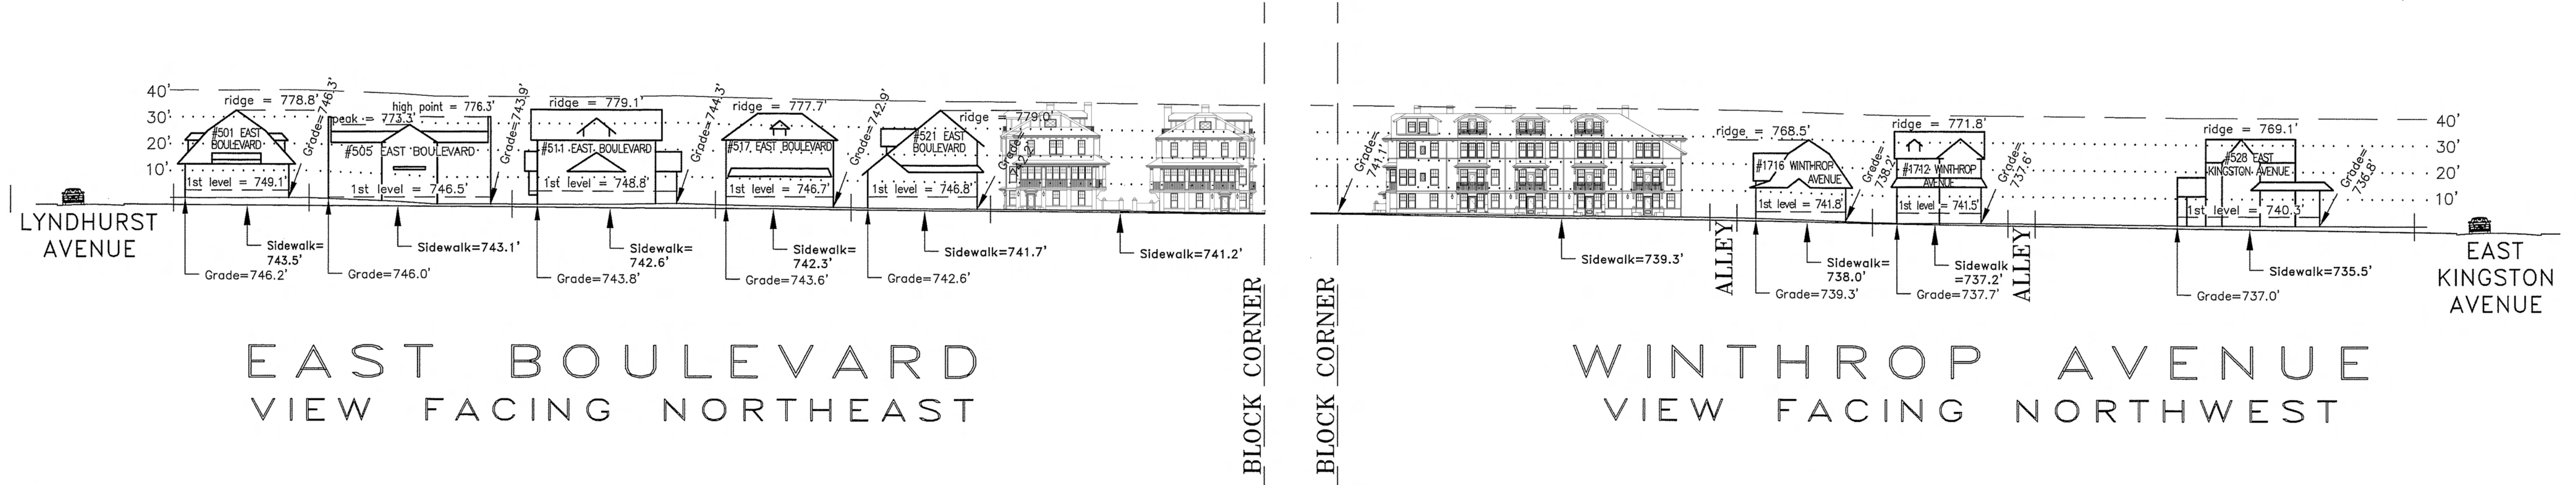 40'
30'
20'
10'
LYNDHURST
AVENUE
ridge = 778.8'
#501 EAST
BOULEVARD
1st level = 749.1'
Grade=746.3'
Sidewalk=
743.5'
Grade=746.2'
high point = 776.3'
peak = 773.3'
#505 EAST BOULEVARD
1st level = 746.5'
Grade=743.9'
Sidewalk=743.1'
Grade=746.0'
ridge = 779.1'
#511 EAST BOULEVARD
1st level = 748.8'
Grade=744.3'
Sidewalk=
742.6'
Grade=743.8'
ridge = 777.7'
#517 EAST BOULEVARD
1st level = 746.7'
Grade=742.9'
Sidewalk=
742.3'
Grade=743.6'
ridge = 779.0'
#521 EAST
BOULEVARD
1st level = 746.8'
Grade=
742.2'
Sidewalk=741.7'
Grade=742.6'
Sidewalk=741.2'
EAST BOULEVARD
VIEW FACING NORTHEAST
BLOCK CORNER
BLOCK CORNER
Grade=
741.1'
Sidewalk=739.3'
ALLEY
ridge = 768.5'
#1716 WINTHROP
AVENUE
1st level = 741.8'
Grade=
738.2'
Sidewalk=
738.0'
Grade=739.3'
ridge = 771.8'
#1712 WINTHROP
AVENUE
1st level = 741.5'
Grade=
737.6'
Sidewalk
=737.2'
Grade=737.7'
ALLEY
ridge = 769.1'
#528 EAST
KINGSTON AVENUE
1st level = 740.3'
Grade=
736.8'
Sidewalk=735.5'
Grade=737.0'
40'
30'
20'
10'
EAST
KINGSTON
AVENUE
WINTHROP AVENUE
VIEW FACING NORTHWEST